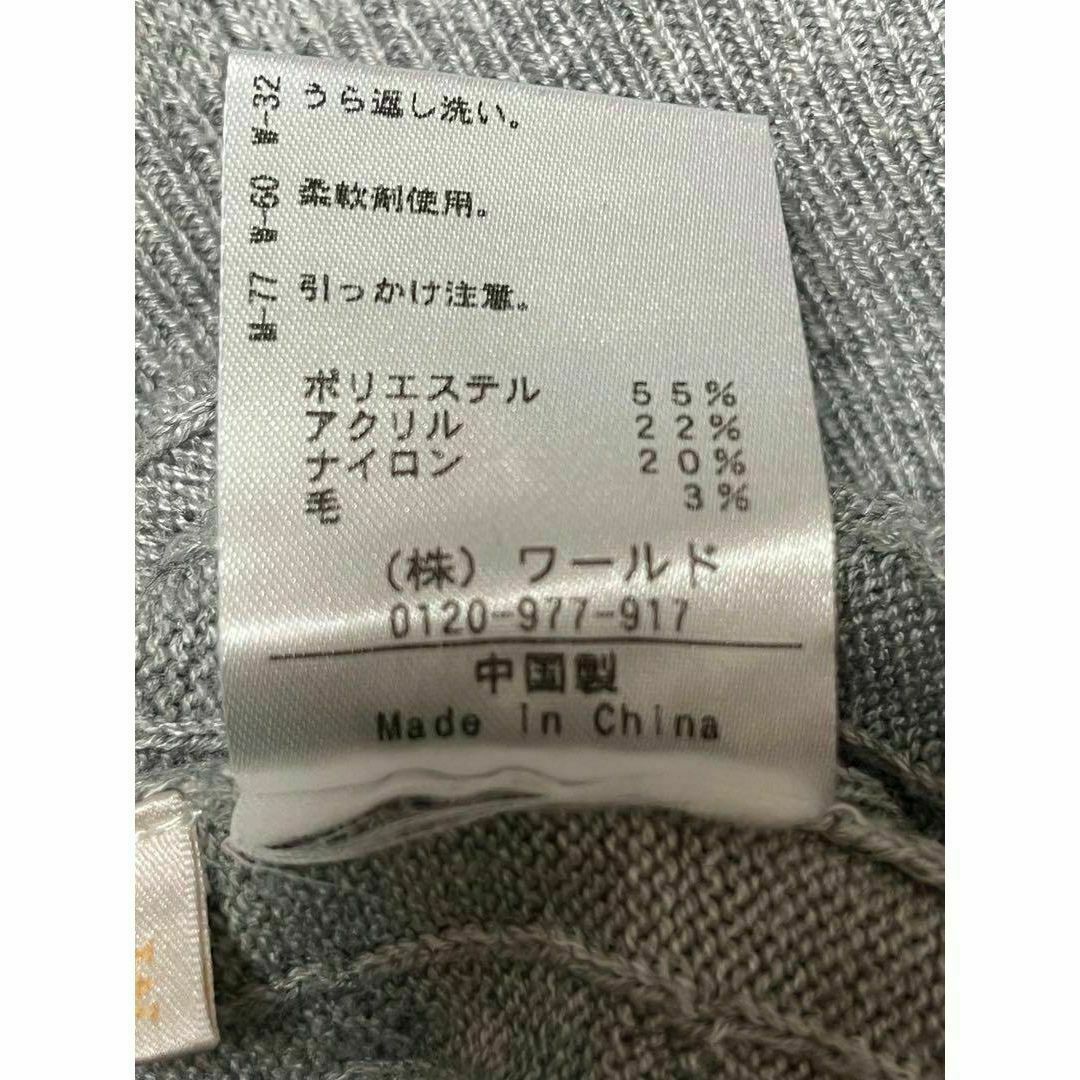 W-32 うら返し洗い。
W-60 柔軟剤使用。
W-77 引っかけ注意。
ポリエステル 55%
アクリル 22%
ナイロン 20%
毛 3%
(株) ワールド
0120-977-917
中国製
Made in China